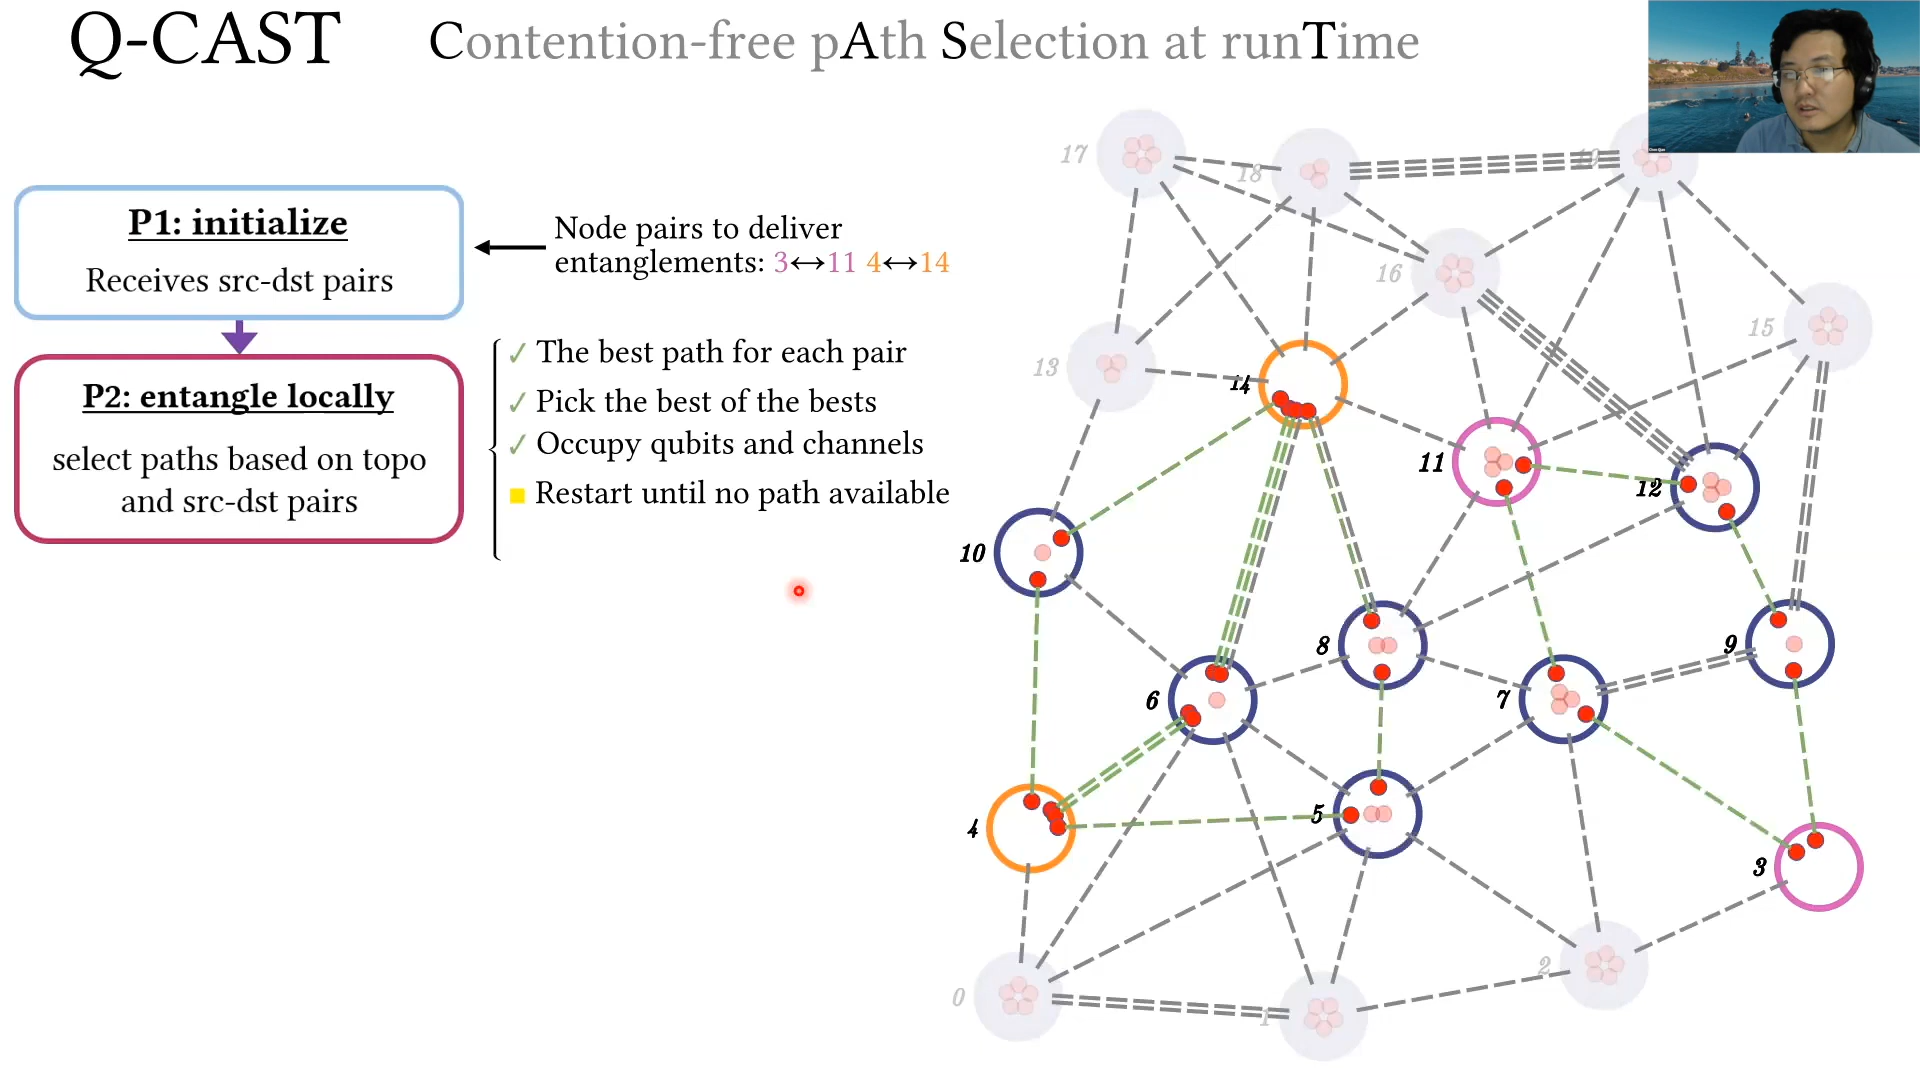 Q-CAST Contention-free pAth Selection at runTime
P1: initialize
Receives src-dst pairs
Node pairs to deliver
entanglements: 3↔11 4↔14
P2: entangle locally
select paths based on topo
and src-dst pairs
✓ The best path for each pair
✓ Pick the best of the bests
✓ Occupy qubits and channels
Restart until no path available
17
18
19
16
15
13
14
11
12
10
8
9
6
7
5
4
3
2
0
1